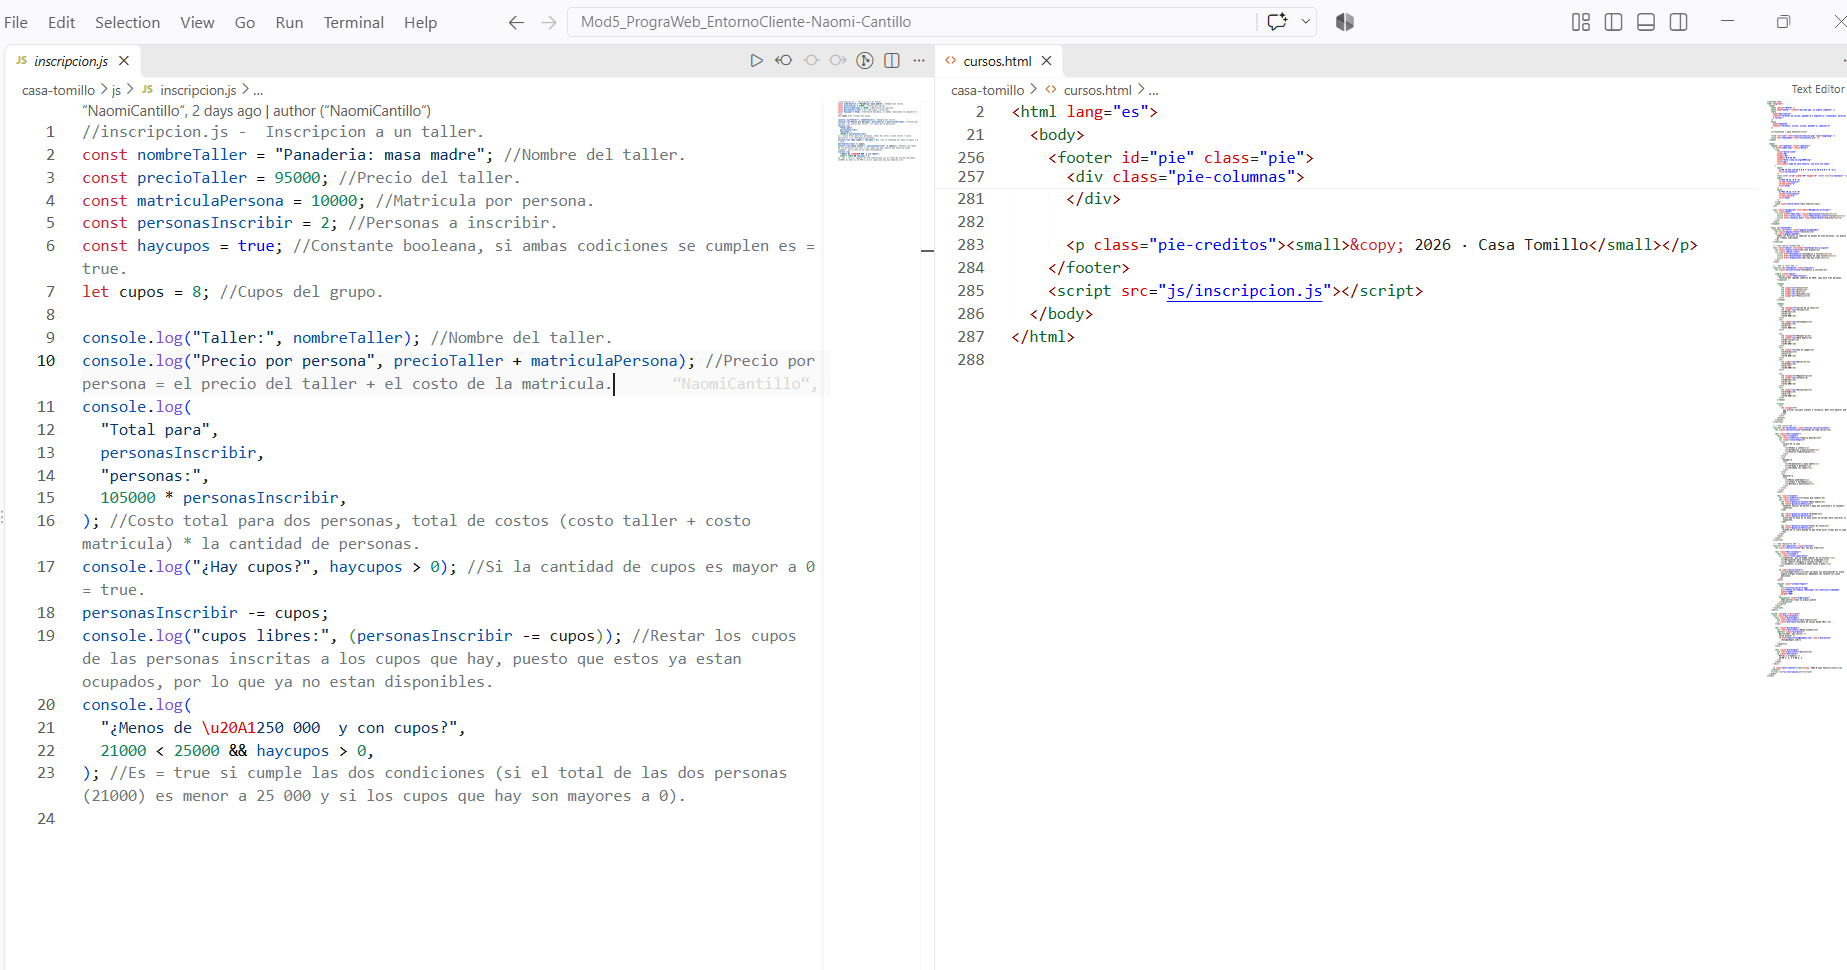 File Edit Selection View Go Run Terminal Help
Mod5_PrograWeb_EntornoCliente-Naomi-Cantillo
JS inscripcion.js
casa-tomillo > js > JS inscripcion.js > ...
“NaomiCantillo”, 2 days ago | author (“NaomiCantillo”)
1 //inscripcion.js - Inscripcion a un taller.
2 const nombreTaller = "Panaderia: masa madre"; //Nombre del taller.
3 const precioTaller = 95000; //Precio del taller.
4 const matriculaPersona = 10000; //Matricula por persona.
5 const personasInscribir = 2; //Personas a inscribir.
6 const haycupos = true; //Constante booleana, si ambas codiciones se cumplen es =
true.
7 let cupos = 8; //Cupos del grupo.
8
9 console.log("Taller:", nombreTaller); //Nombre del taller.
10 console.log("Precio por persona", precioTaller + matriculaPersona); //Precio por
persona = el precio del taller + el costo de la matricula. “NaomiCantillo“,
11 console.log(
12 "Total para",
13 personasInscribir,
14 "personas:",
15 105000 * personasInscribir,
16 ); //Costo total para dos personas, total de costos (costo taller + costo
matricula) * la cantidad de personas.
17 console.log("¿Hay cupos?", haycupos > 0); //Si la cantidad de cupos es mayor a 0
= true.
18 personasInscribir -= cupos;
19 console.log("cupos libres:", (personasInscribir -= cupos)); //Restar los cupos
de las personas inscritas a los cupos que hay, puesto que estos ya estan
ocupados, por lo que ya no estan disponibles.
20 console.log(
21 "¿Menos de \u20A1250 000  y con cupos?",
22 21000 < 25000 && haycupos > 0,
23 ); //Es = true si cumple las dos condiciones (si el total de las dos personas
(21000) es menor a 25 000 y si los cupos que hay son mayores a 0).
24
<> cursos.html
casa-tomillo > <> cursos.html > ...
Text Editor
2 <html lang="es">
21 <body>
256 <footer id="pie" class="pie">
257 <div class="pie-columnas">
281 </div>
282
283 <p class="pie-creditos"><small>&copy; 2026 · Casa Tomillo</small></p>
284 </footer>
285 <script src="js/inscripcion.js"></script>
286 </body>
287 </html>
288